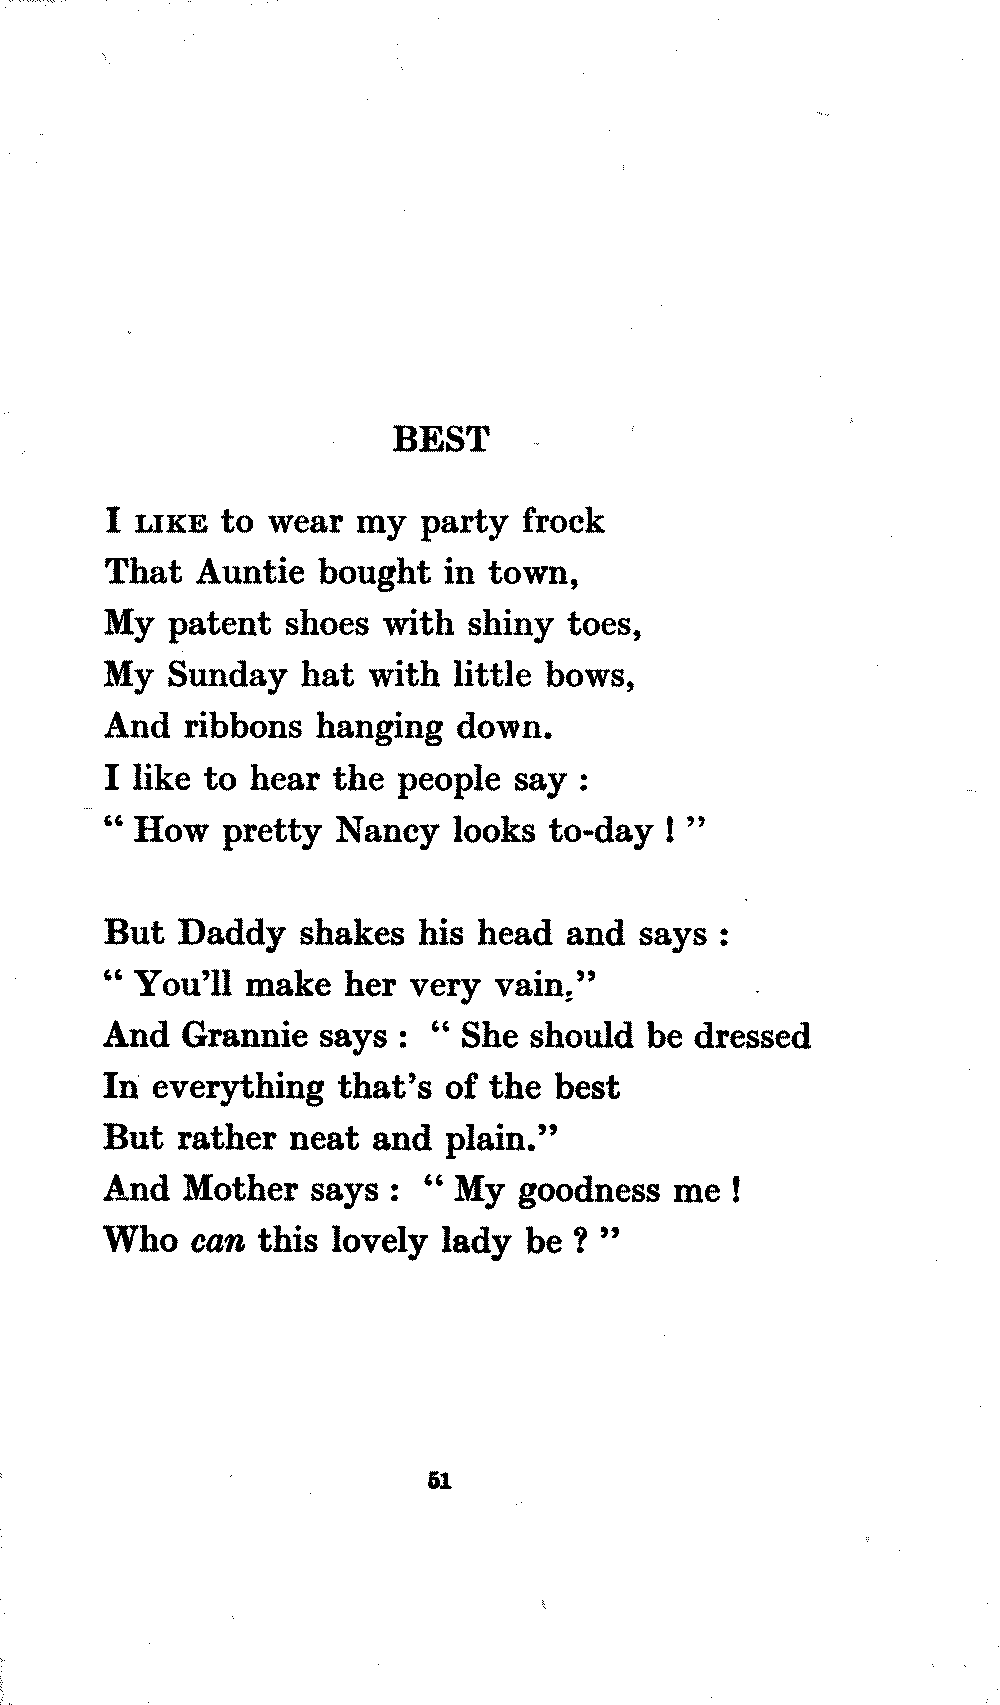 BEST
I LIKE to wear my party frock
That Auntie bought in town,
My patent shoes with shiny toes,
My Sunday hat with little bows,
And ribbons hanging down.
I like to hear the people say :
“ How pretty Nancy looks to-day ! ”
But Daddy shakes his head and says :
“ You’ll make her very vain.”
And Grannie says : “ She should be dressed
In everything that’s of the best
But rather neat and plain.”
And Mother says : “ My goodness me !
Who can this lovely lady be ? ”
51